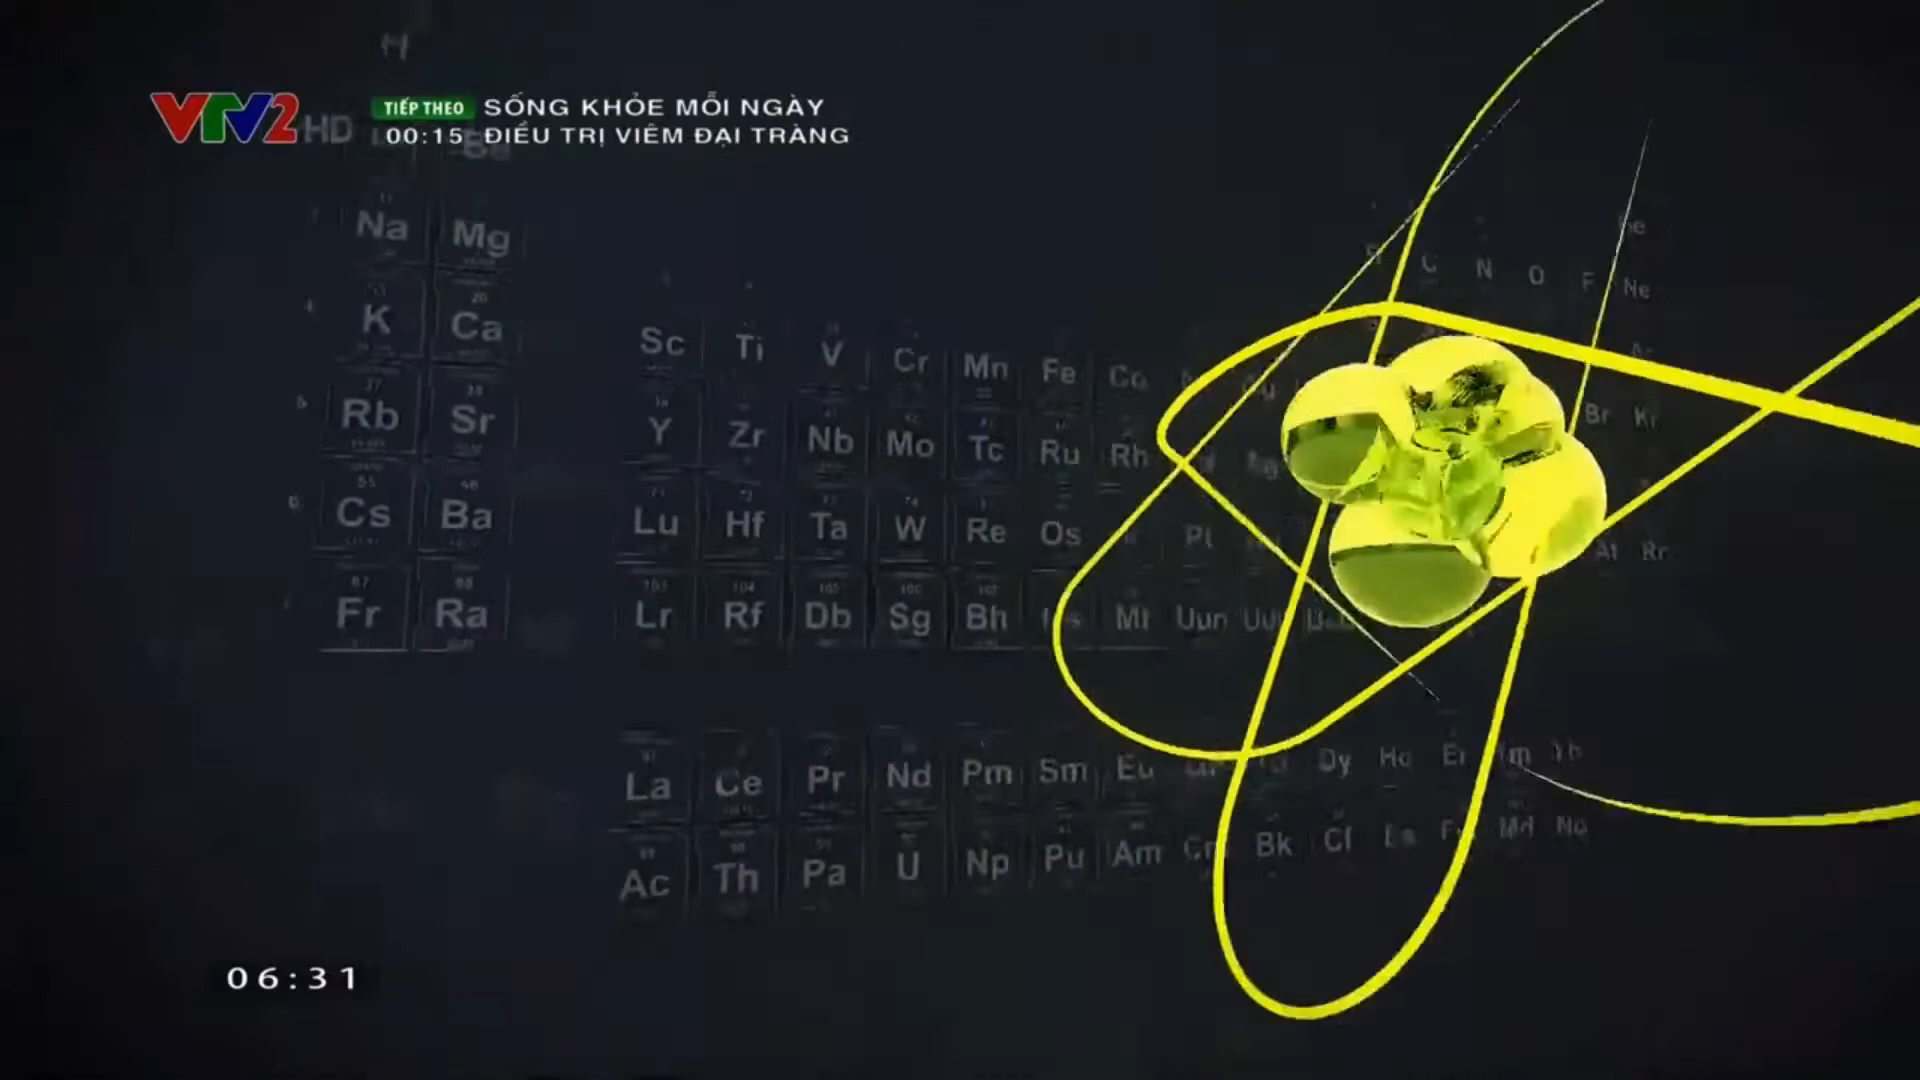 H
VTV2 HD
TIẾP THEO SỐNG KHỎE MỖI NGÀY
00:15 ĐIỀU TRỊ VIÊM ĐẠI TRÀNG
Na Mg
C N O F Ne
K Ca Sc Ti V Cr Mn Fe Co Br Kr
Rb Sr Y Zr Nb Mo Tc Ru Rh
Cs Ba Lu Hf Ta W Re Os Pt At Rn
Fr Ra Lr Rf Db Sg Bh Mt Uun
La Ce Pr Nd Pm Sm Eu Dy Ho Er Tm Yb
Ac Th Pa U Np Pu Am Cm Bk Cf Es Md No
06:31